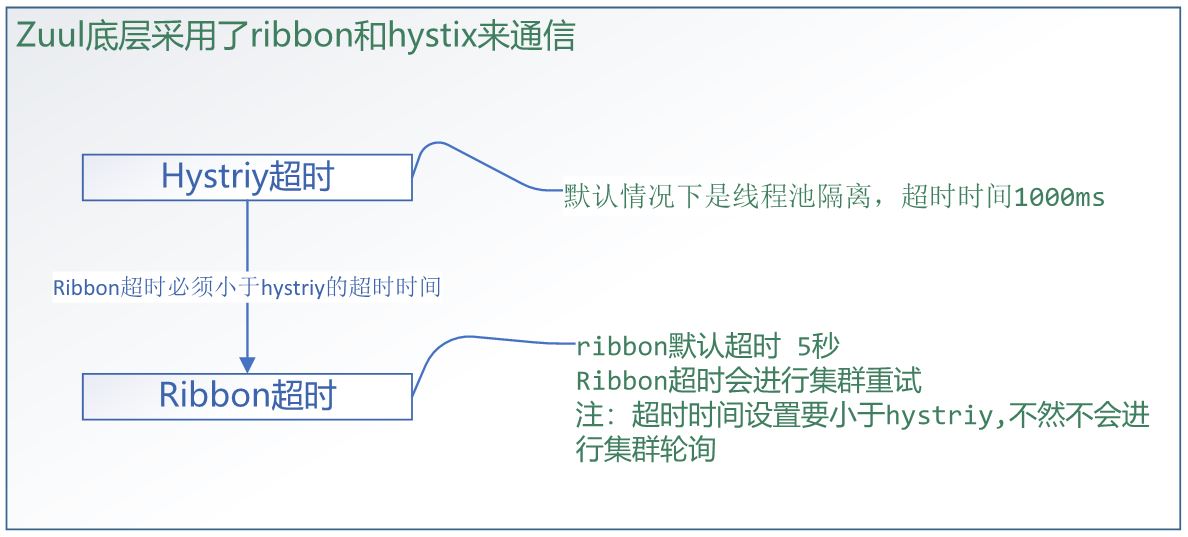 Zuul底层采用了ribbon和hystix来通信
Hystriy超时
默认情况下是线程池隔离，超时时间1000ms
Ribbon超时必须小于hystriy的超时时间
Ribbon超时
ribbon默认超时 5秒
Ribbon超时会进行集群重试
注：超时时间设置要小于hystriy,不然不会进
行集群轮询